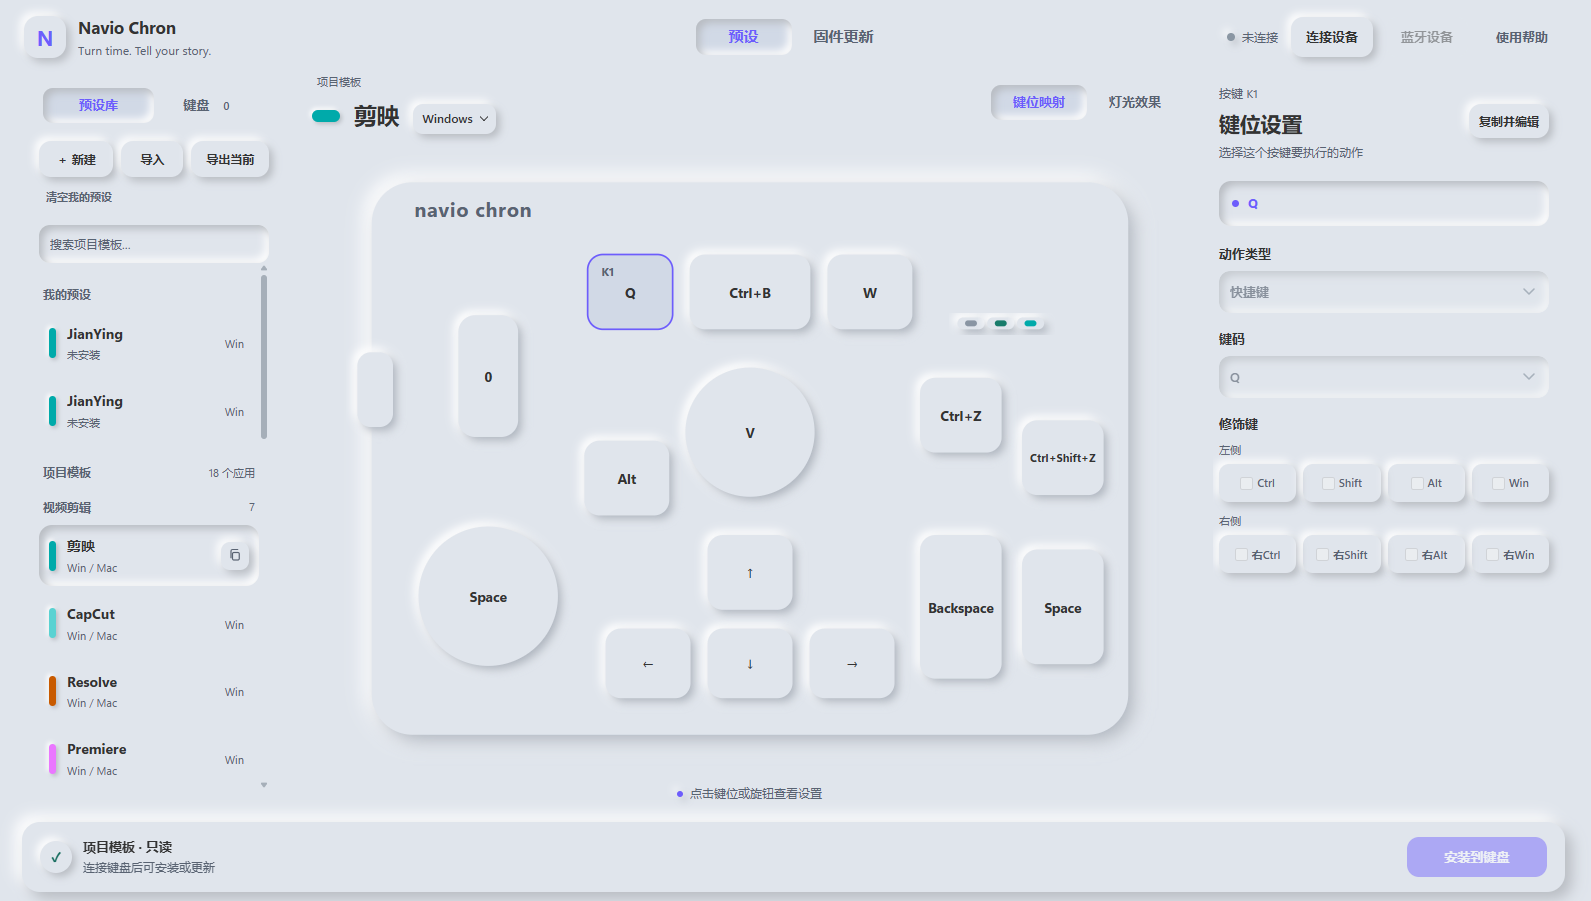 N
Navio Chron
Turn time. Tell your story.
预设
固件更新
未连接
连接设备
蓝牙设备
使用帮助
预设库
键盘 0
+ 新建
导入
导出当前
清空我的预设
搜索项目模板...
我的预设
JianYing
未安装
Win
JianYing
未安装
Win
项目模板
18 个应用
视频剪辑
7
剪映
Win / Mac
CapCut
Win / Mac
Win
Resolve
Win / Mac
Win
Premiere
Win / Mac
Win
项目模板
剪映
Windows
键位映射
灯光效果
navio chron
K1
Q
Ctrl+B
W
0
V
Ctrl+Z
Ctrl+Shift+Z
Alt
Space
↑
←
↓
→
Backspace
Space
点击键位或旋钮查看设置
按键 K1
键位设置
选择这个按键要执行的动作
复制并编辑
Q
动作类型
快捷键
键码
Q
修饰键
左侧
Ctrl
Shift
Alt
Win
右侧
右Ctrl
右Shift
右Alt
右Win
✓
项目模板 · 只读
连接键盘后可安装或更新
安装到键盘